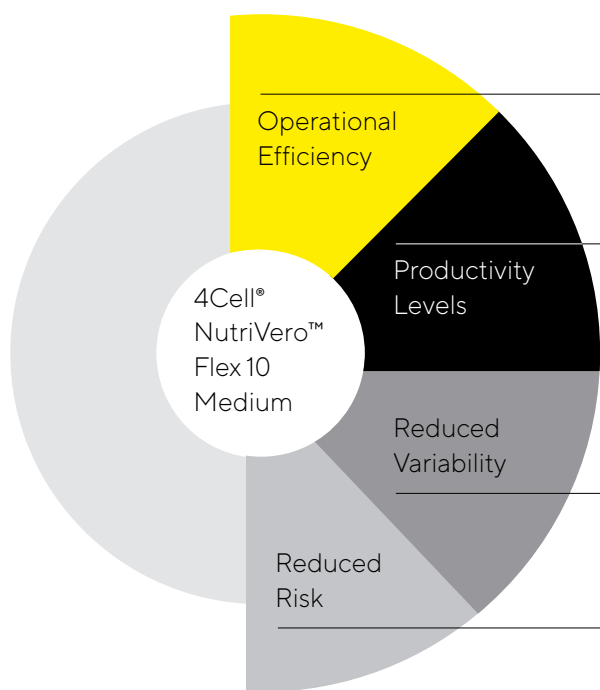 Operational
Efficiency
Productivity
Levels
4Cell®
NutriVero™
Flex 10
Medium
Reduced
Variability
Reduced
Risk